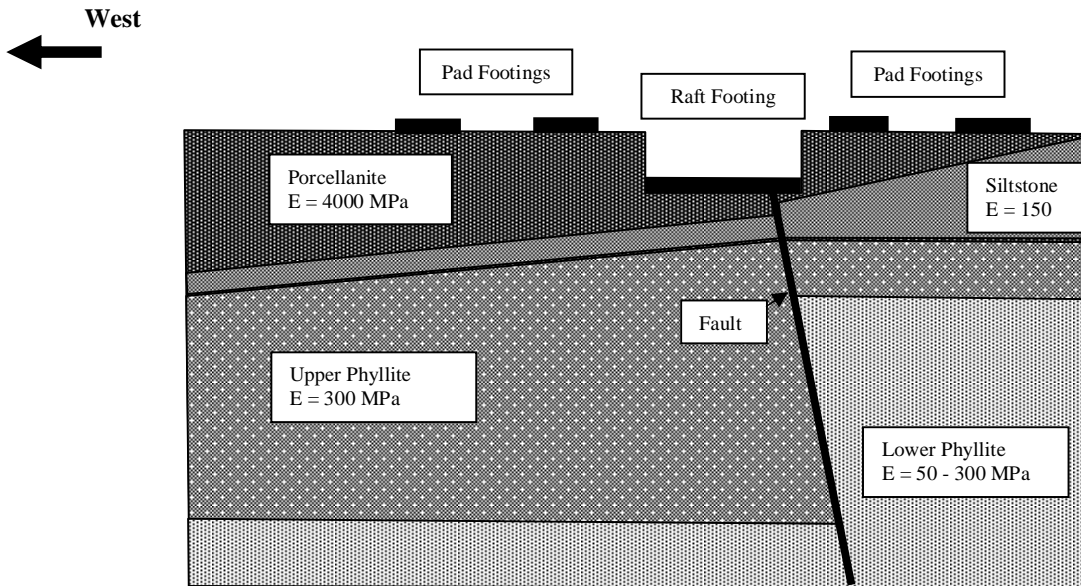 West
Pad Footings
Raft Footing
Pad Footings
Porcellanite
E = 4000 MPa
Siltstone
E = 150
Fault
Upper Phyllite
E = 300 MPa
Lower Phyllite
E = 50 - 300 MPa